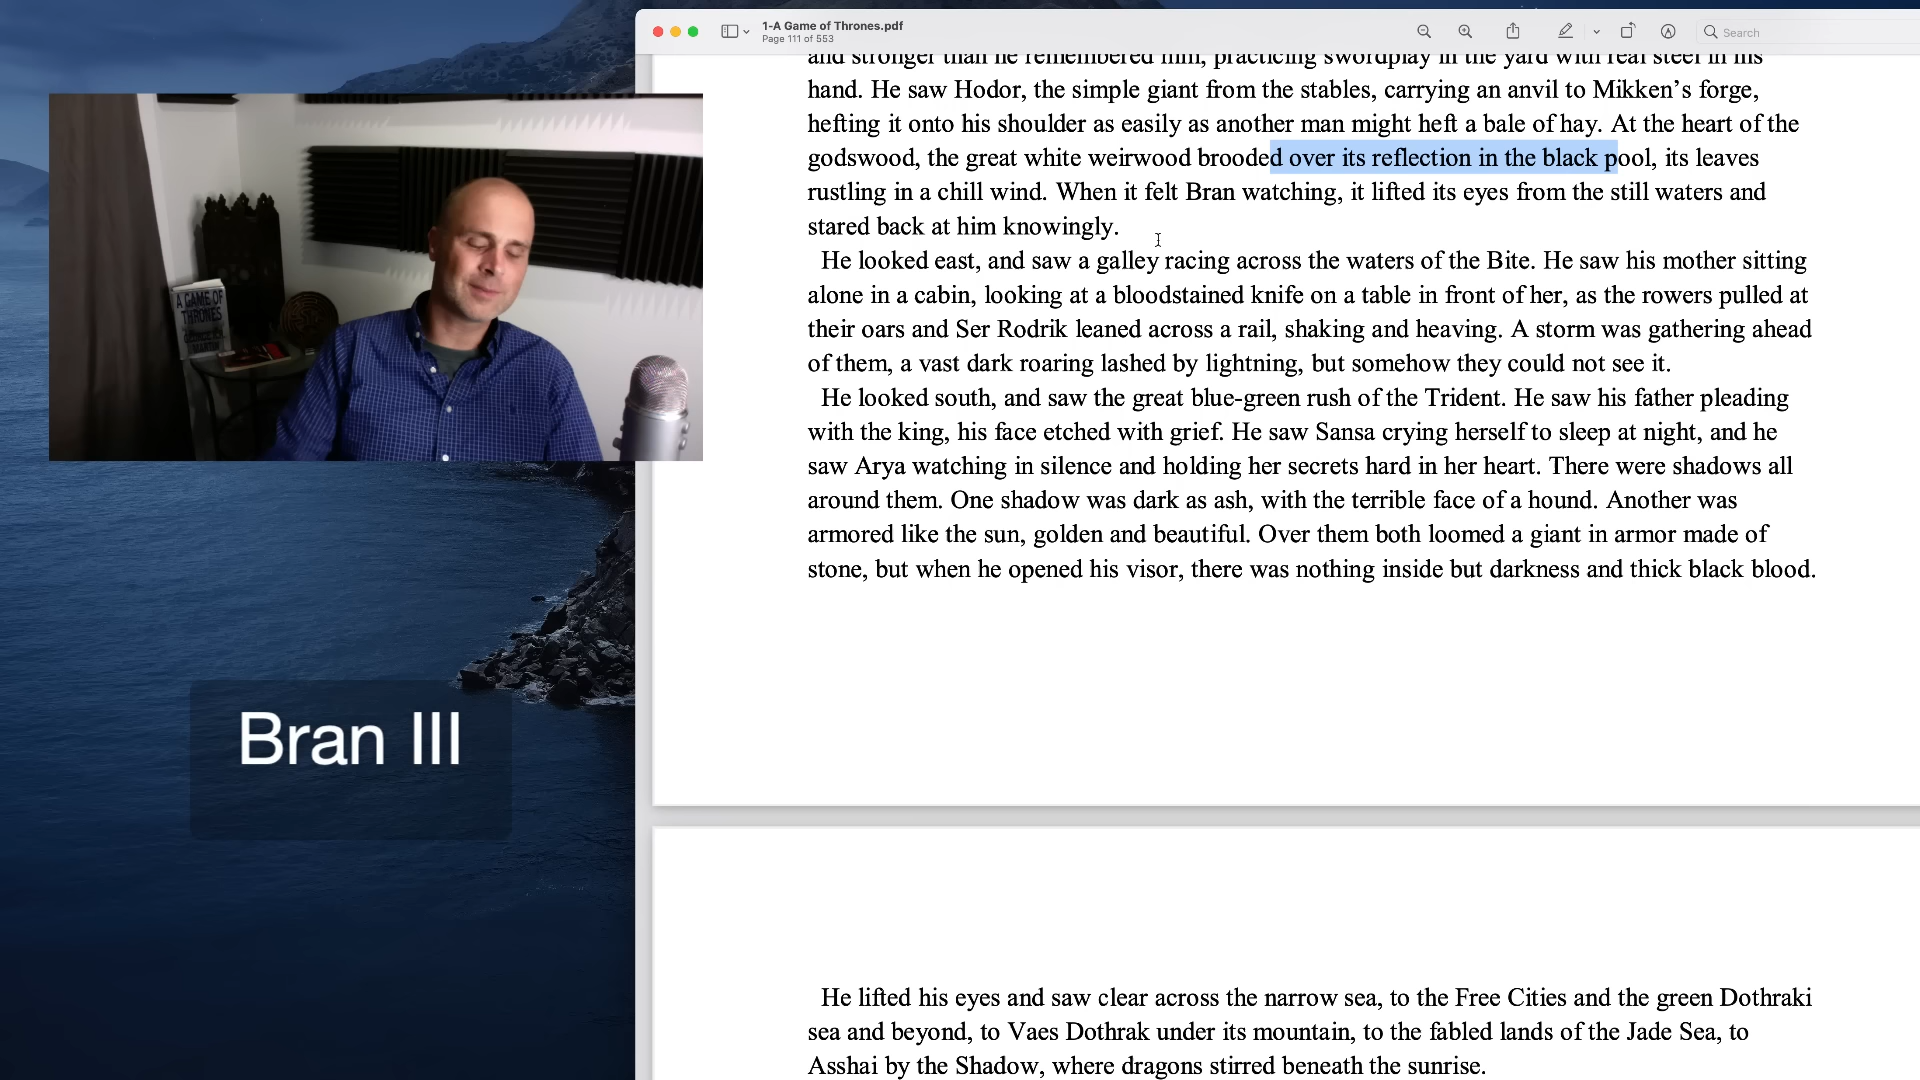 1-A Game of Thrones.pdf
Page 111 of 553
Search
and stronger than he remembered him, practicing swordplay in the yard with real steel in his
hand. He saw Hodor, the simple giant from the stables, carrying an anvil to Mikken’s forge,
hefting it onto his shoulder as easily as another man might heft a bale of hay. At the heart of the
godswood, the great white weirwood brooded over its reflection in the black pool, its leaves
rustling in a chill wind. When it felt Bran watching, it lifted its eyes from the still waters and
stared back at him knowingly.
He looked east, and saw a galley racing across the waters of the Bite. He saw his mother sitting
alone in a cabin, looking at a bloodstained knife on a table in front of her, as the rowers pulled at
their oars and Ser Rodrik leaned across a rail, shaking and heaving. A storm was gathering ahead
of them, a vast dark roaring lashed by lightning, but somehow they could not see it.
He looked south, and saw the great blue-green rush of the Trident. He saw his father pleading
with the king, his face etched with grief. He saw Sansa crying herself to sleep at night, and he
saw Arya watching in silence and holding her secrets hard in her heart. There were shadows all
around them. One shadow was dark as ash, with the terrible face of a hound. Another was
armored like the sun, golden and beautiful. Over them both loomed a giant in armor made of
stone, but when he opened his visor, there was nothing inside but darkness and thick black blood.
He lifted his eyes and saw clear across the narrow sea, to the Free Cities and the green Dothraki
sea and beyond, to Vaes Dothrak under its mountain, to the fabled lands of the Jade Sea, to
Asshai by the Shadow, where dragons stirred beneath the sunrise.
A GAME OF
THRONES
Bran III